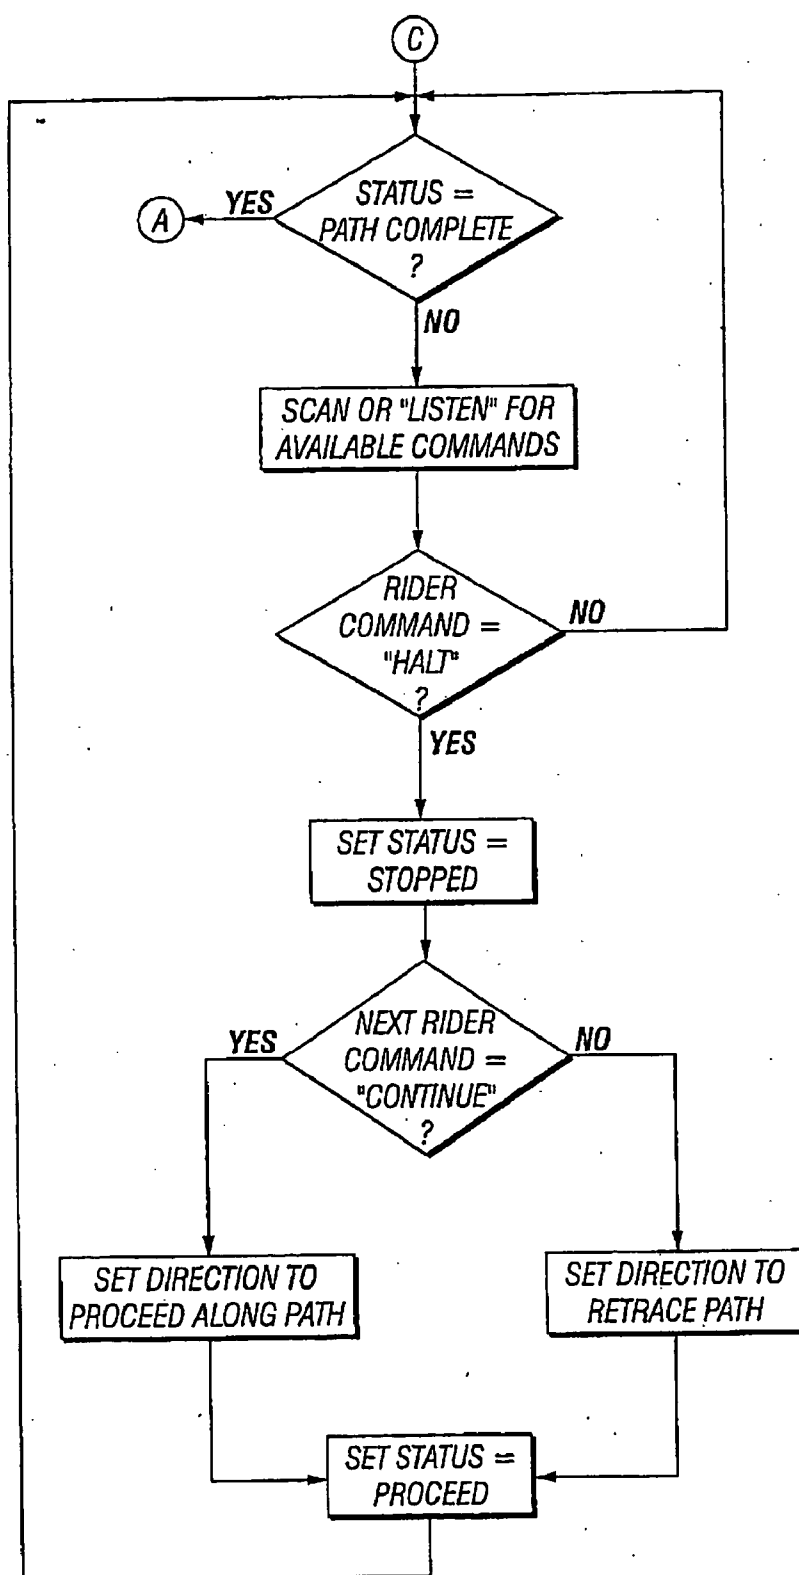 C
STATUS =
PATH COMPLETE
?
YES
A
NO
SCAN OR "LISTEN" FOR
AVAILABLE COMMANDS
RIDER
COMMAND =
"HALT"
?
NO
YES
SET STATUS =
STOPPED
NEXT RIDER
COMMAND =
"CONTINUE"
?
YES
NO
SET DIRECTION TO
PROCEED ALONG PATH
SET DIRECTION TO
RETRACE PATH
SET STATUS =
PROCEED